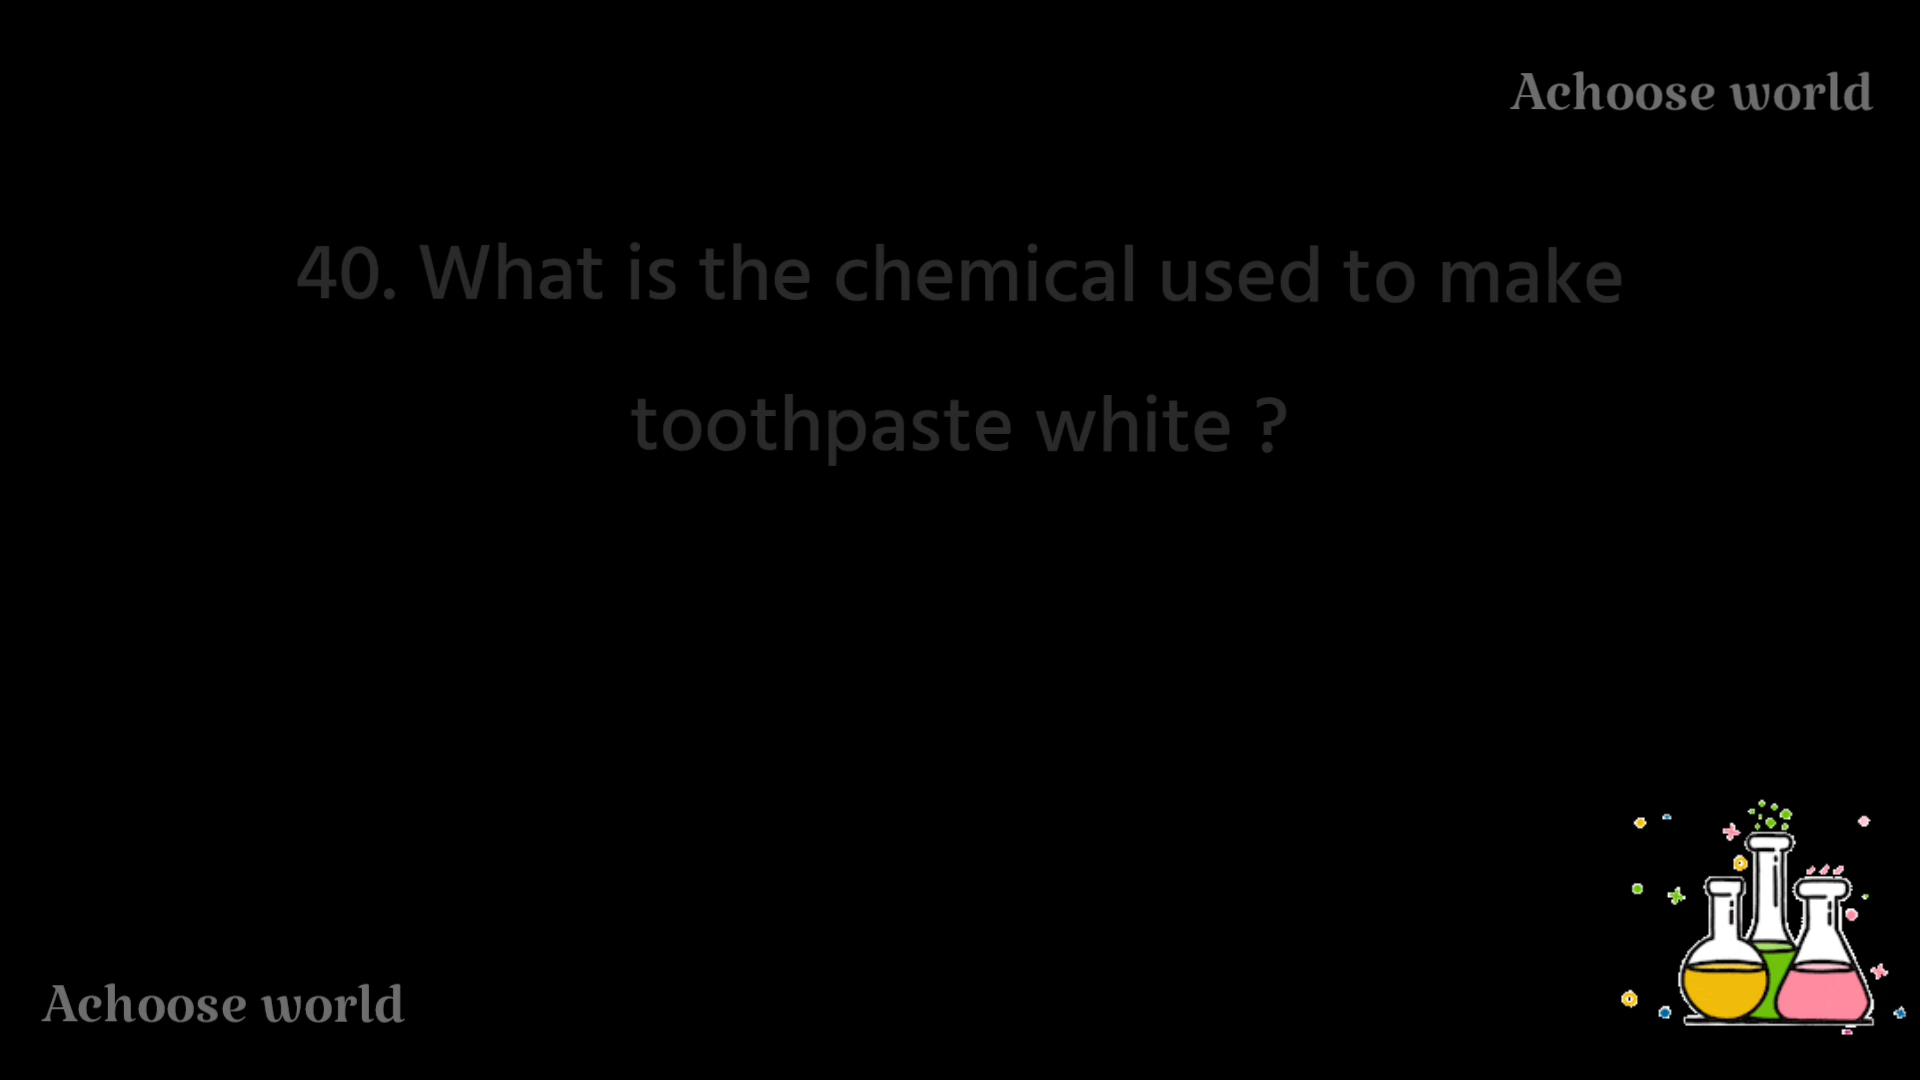 Achoose world
40. What is the chemical used to make
toothpaste white ?
Achoose world